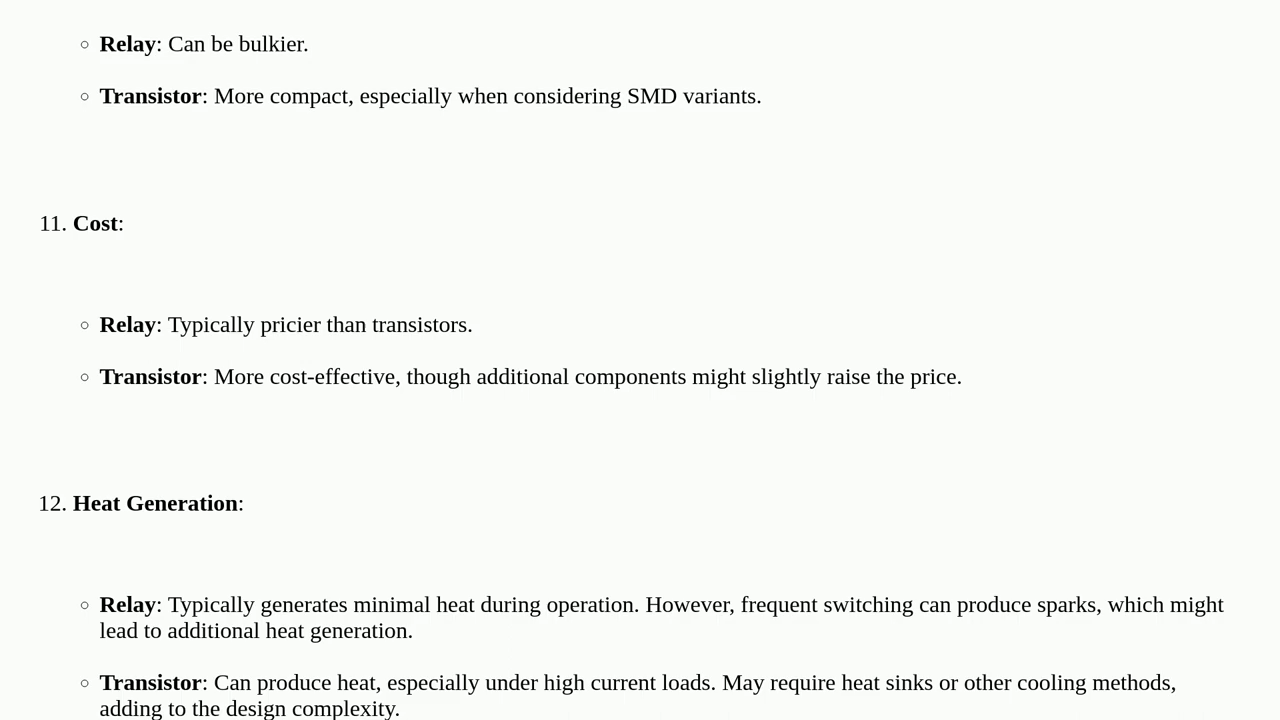 Relay: Can be bulkier.
Transistor: More compact, especially when considering SMD variants.
11. Cost:
Relay: Typically pricier than transistors.
Transistor: More cost-effective, though additional components might slightly raise the price.
12. Heat Generation:
Relay: Typically generates minimal heat during operation. However, frequent switching can produce sparks, which might
lead to additional heat generation.
Transistor: Can produce heat, especially under high current loads. May require heat sinks or other cooling methods,
adding to the design complexity.